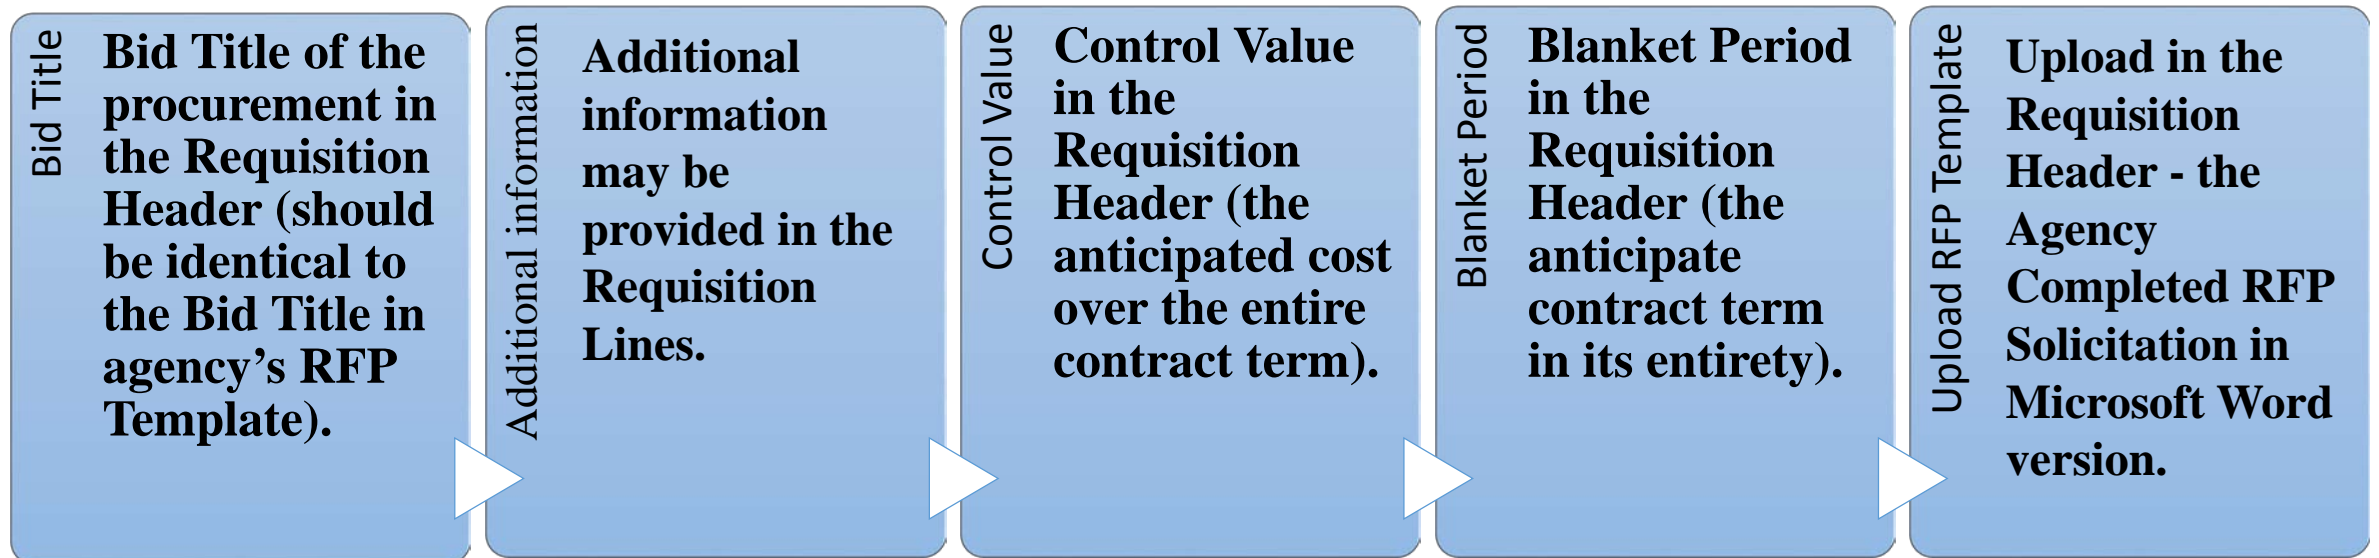 Bid Title
Bid Title of the
procurement in
the Requisition
Header (should
be identical to
the Bid Title in
agency’s RFP
Template).
Additional information
Additional
information
may be
provided in the
Requisition
Lines.
Control Value
Control Value
in the
Requisition
Header (the
anticipated cost
over the entire
contract term).
Blanket Period
Blanket Period
in the
Requisition
Header (the
anticipate
contract term
in its entirety).
Upload RFP Template
Upload in the
Requisition
Header - the
Agency
Completed RFP
Solicitation in
Microsoft Word
version.